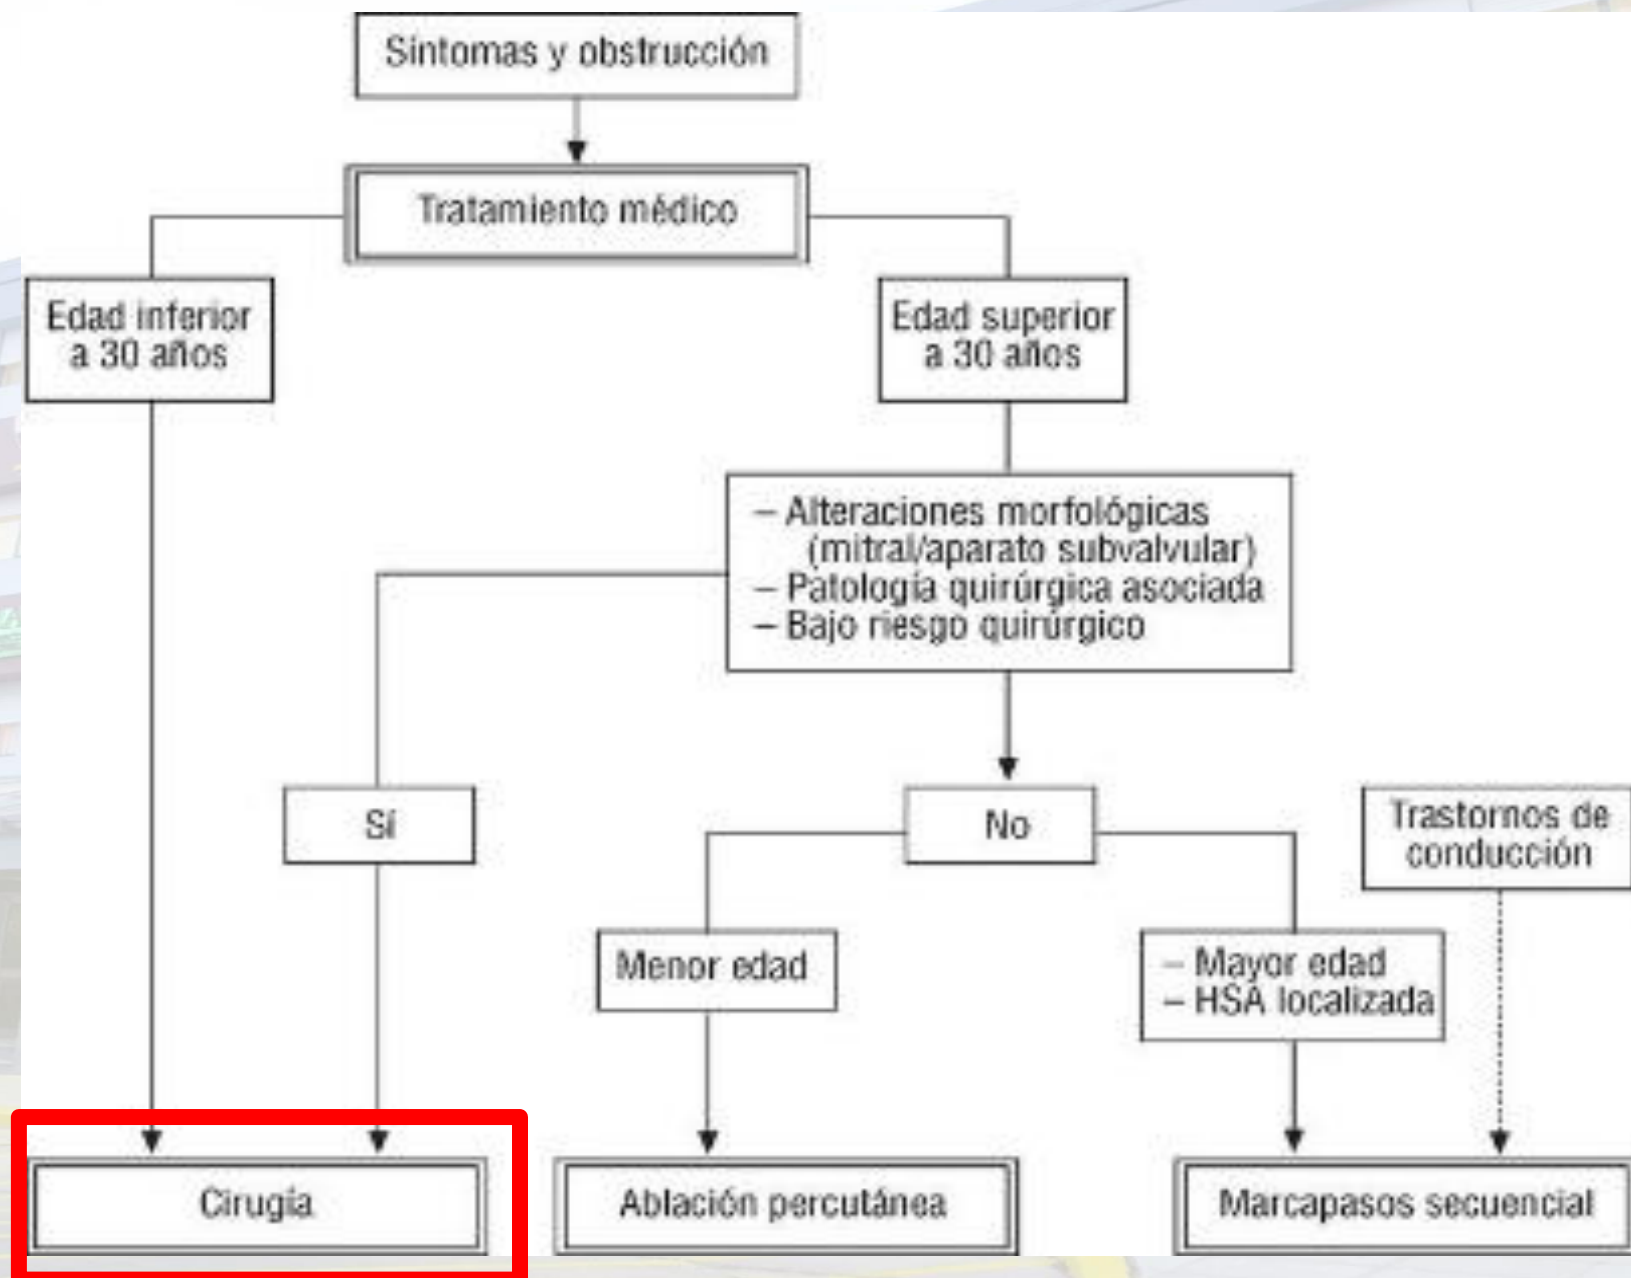 Síntomas y obstrucción
Tratamiento médico
Edad inferior
a 30 años
Edad superior
a 30 años
– Alteraciones morfológicas
(mitral/aparato subvalvular)
– Patología quirúrgica asociada
– Bajo riesgo quirúrgico
Sí
No
Trastornos de
conducción
Menor edad
– Mayor edad
– HSA localizada
Cirugía
Ablación percutánea
Marcapasos secuencial